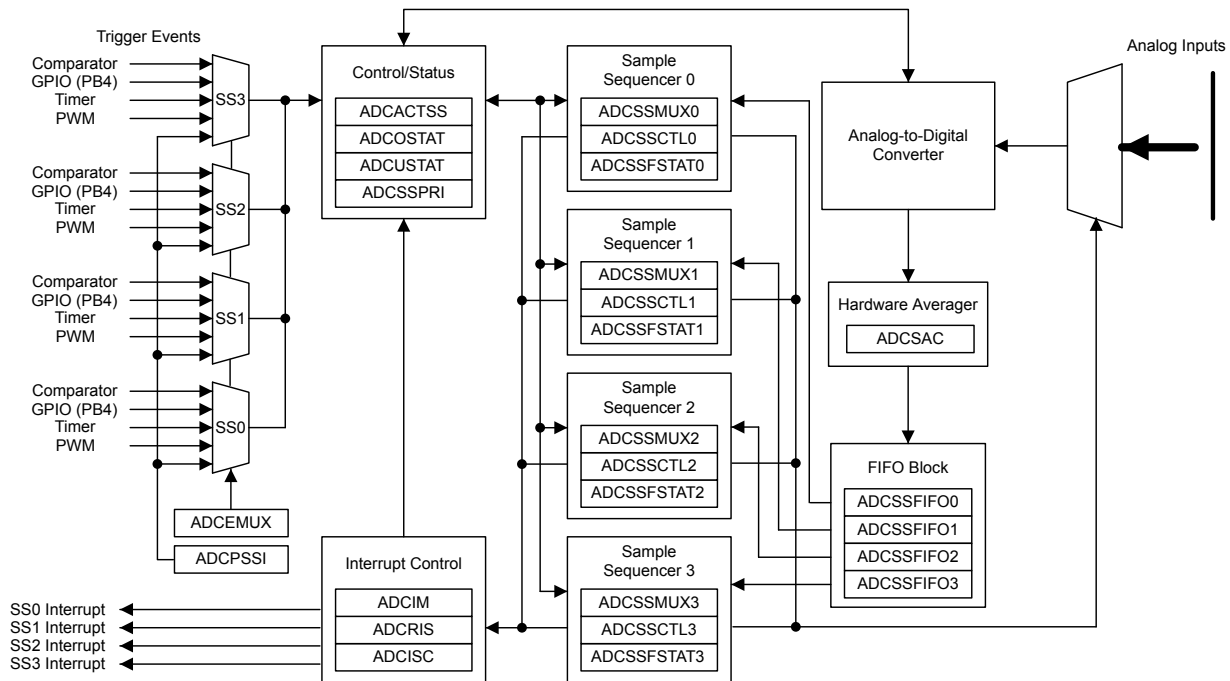 Trigger Events
Comparator
GPIO (PB4)
Timer
PWM
SS3
Comparator
GPIO (PB4)
Timer
PWM
SS2
Comparator
GPIO (PB4)
Timer
PWM
SS1
Comparator
GPIO (PB4)
Timer
PWM
SS0
ADCEMUX
ADCPSSI
Control/Status
ADCACTSS
ADCOSTAT
ADCUSTAT
ADCSSPRI
Interrupt Control
ADCIM
ADCRIS
ADCISC
SS0 Interrupt
SS1 Interrupt
SS2 Interrupt
SS3 Interrupt
Sample
Sequencer 0
ADCSSMUX0
ADCSSCTL0
ADCSSFSTAT0
Sample
Sequencer 1
ADCSSMUX1
ADCSSCTL1
ADCSSFSTAT1
Sample
Sequencer 2
ADCSSMUX2
ADCSSCTL2
ADCSSFSTAT2
Sample
Sequencer 3
ADCSSMUX3
ADCSSCTL3
ADCSSFSTAT3
Analog-to-Digital
Converter
Hardware Averager
ADCSAC
FIFO Block
ADCSSFIFO0
ADCSSFIFO1
ADCSSFIFO2
ADCSSFIFO3
Analog Inputs